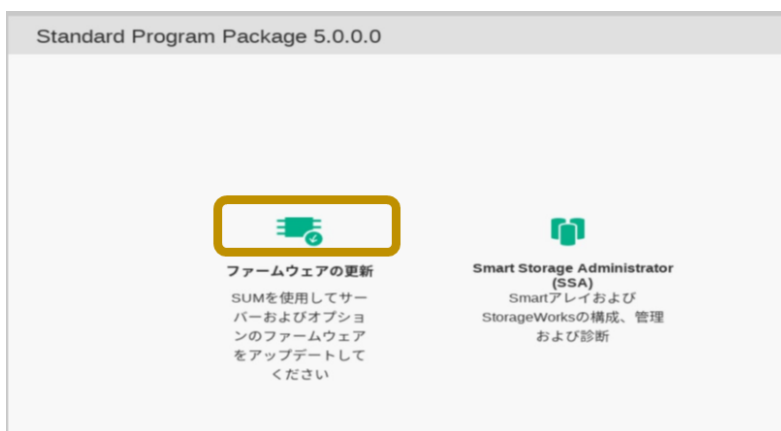 Standard Program Package 5.0.0.0
ファームウェアの更新
SUMを使用してサー
バーおよびオプショ
ンのファームウェア
をアップデートして
ください
Smart Storage Administrator
(SSA)
Smartアレイおよび
StorageWorksの構成、管理
および診断